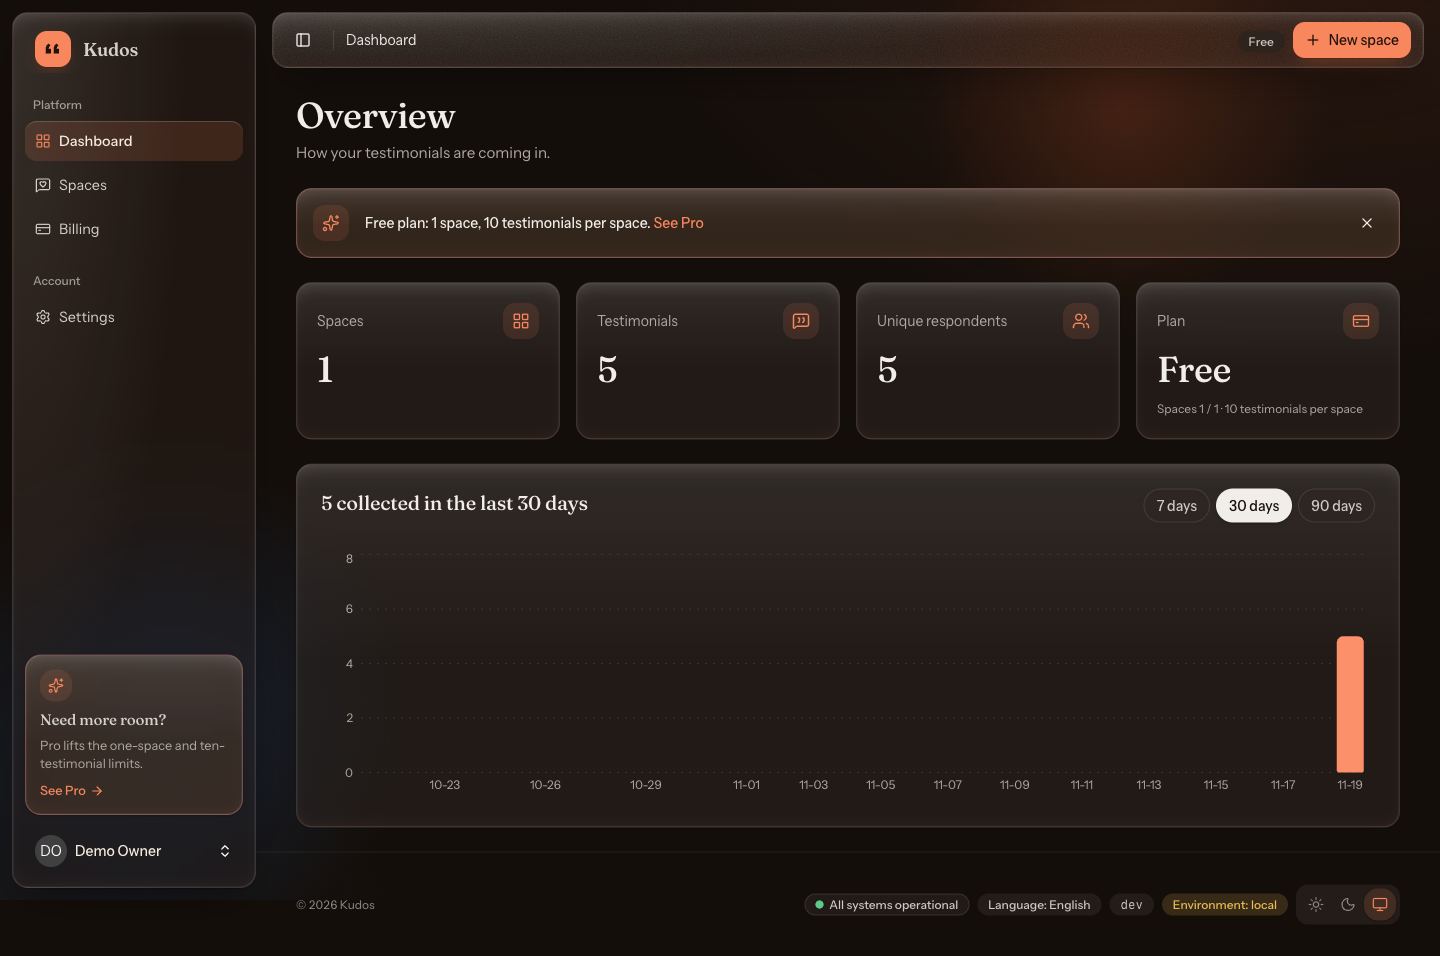 Kudos
Platform
Dashboard
Spaces
Billing
Account
Settings
Need more room?
Pro lifts the one-space and ten-
testimonial limits.
See Pro →
DO Demo Owner
Dashboard
Free
+ New space
Overview
How your testimonials are coming in.
Free plan: 1 space, 10 testimonials per space. See Pro
Spaces
1
Testimonials
5
Unique respondents
5
Plan
Free
Spaces 1 / 1 · 10 testimonials per space
5 collected in the last 30 days
7 days 30 days 90 days
8
6
4
2
0
10-23 10-26 10-29 11-01 11-03 11-05 11-07 11-09 11-11 11-13 11-15 11-17 11-19
© 2026 Kudos
All systems operational Language: English dev Environment: local